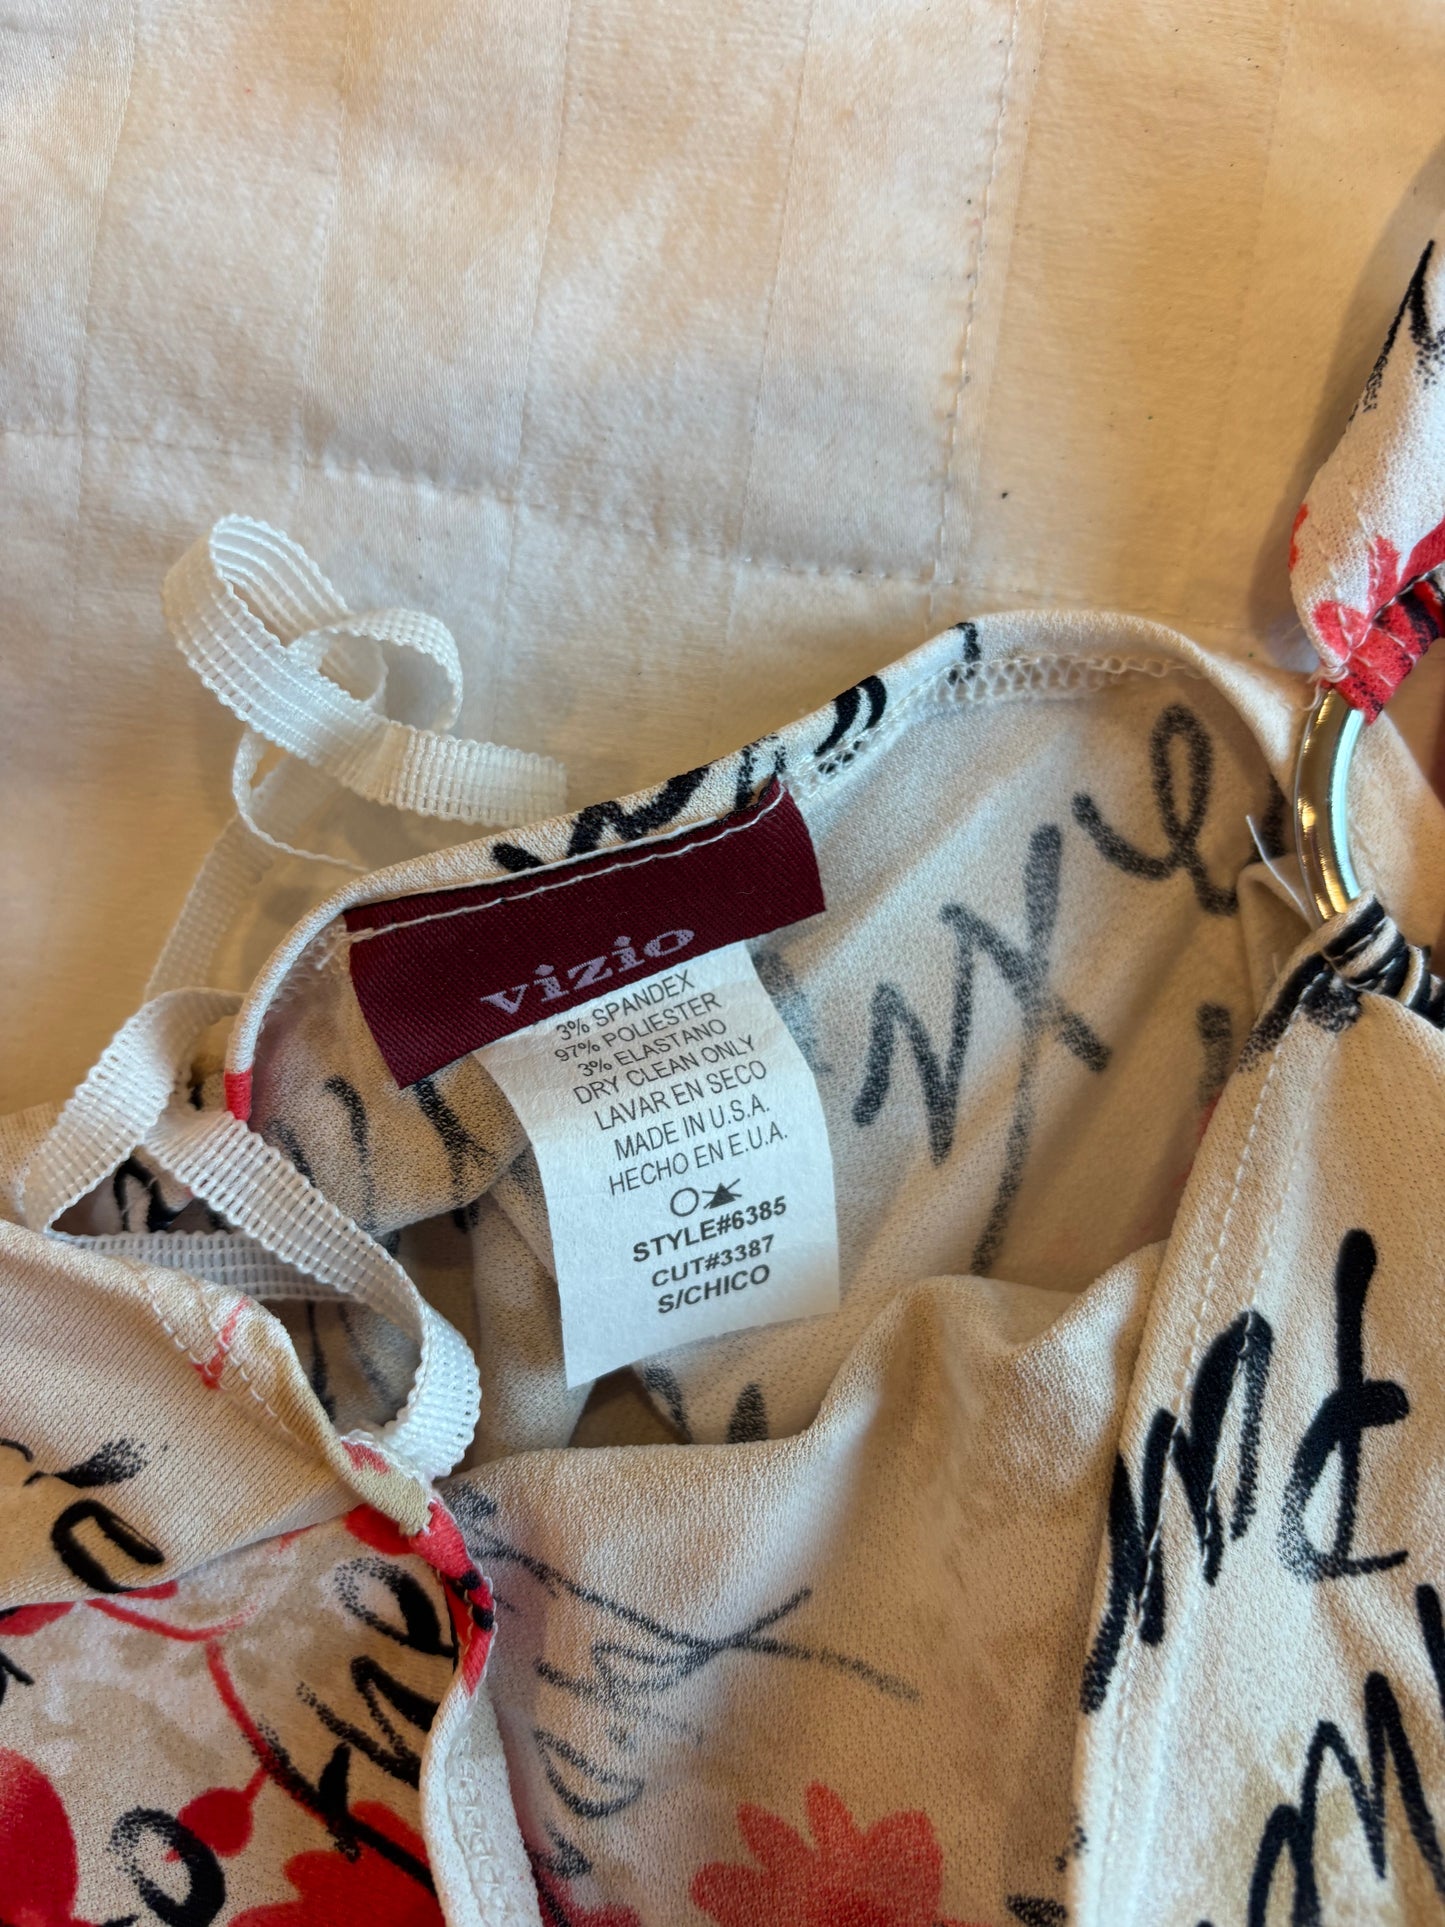 vizio
3% SPANDEX
97% POLIESTER
3% ELASTANO
DRY CLEAN ONLY
LAVAR EN SECO
MADE IN U.S.A.
HECHO EN E.U.A.
STYLE#6385
CUT#3387
S/CHICO